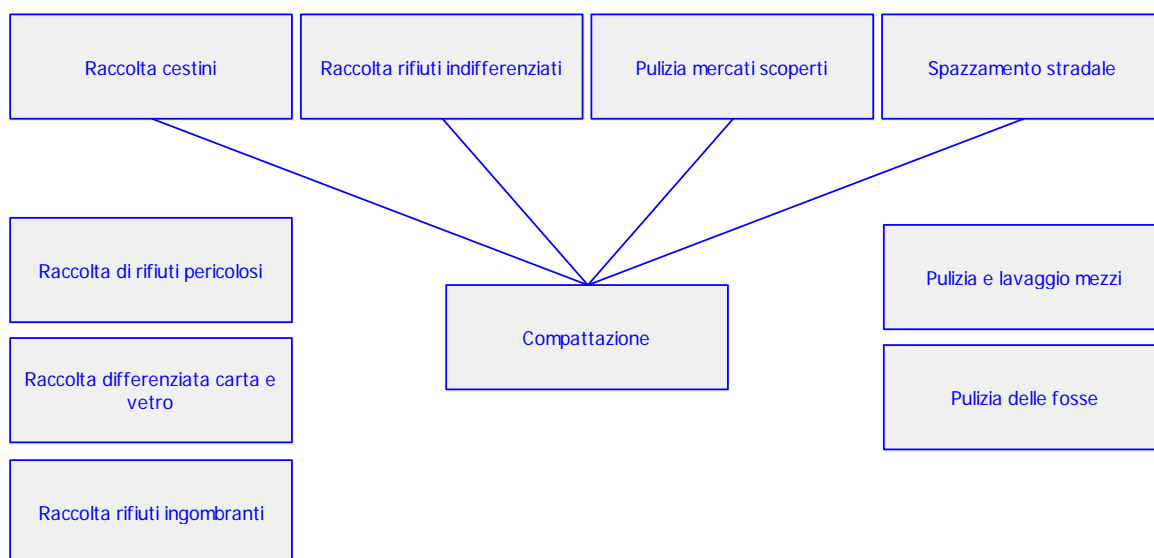 Raccolta cestini
Raccolta rifiuti indifferenziati
Pulizia mercati scoperti
Spazzamento stradale
Raccolta di rifiuti pericolosi
Pulizia e lavaggio mezzi
Compattazione
Raccolta differenziata carta e
vetro
Pulizia delle fosse
Raccolta rifiuti ingombranti